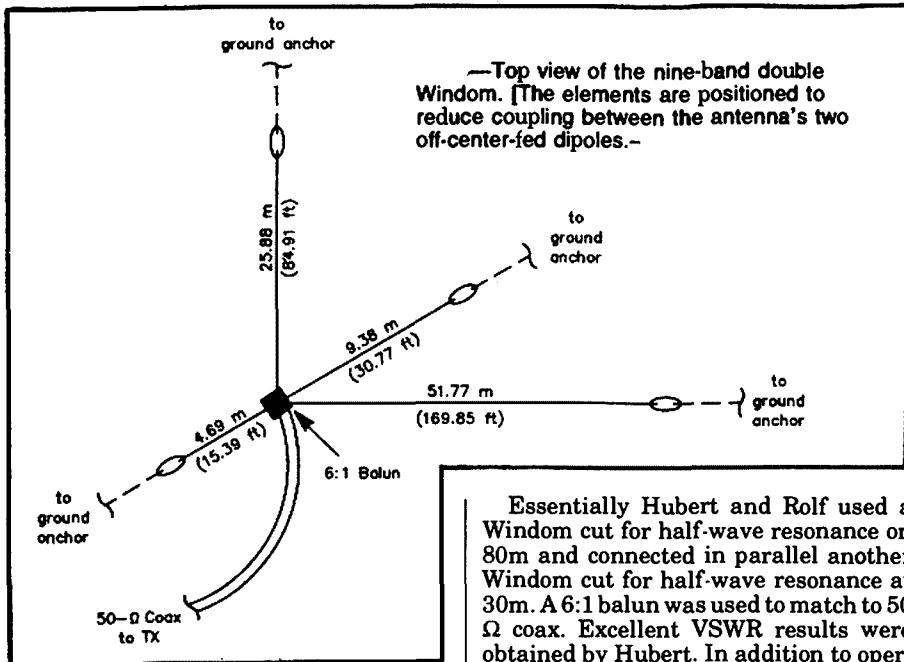 to
ground anchor
—Top view of the nine-band double
Windom. [The elements are positioned to
reduce coupling between the antenna's two
off-center-fed dipoles.–
25.88 m
(84.91 ft)
to
ground
anchor
9.38 m
(30.77 ft)
51.77 m
(169.85 ft)
to
ground
anchor
4.69 m
(15.39 ft)
6:1 Balun
to
ground
anchor
50-Ω Coax
to TX
Essentially Hubert and Rolf used a
Windom cut for half-wave resonance on
80m and connected in parallel another
Windom cut for half-wave resonance at
30m. A 6:1 balun was used to match to 50
Ω coax. Excellent VSWR results were
obtained by Hubert. In addition to oper-